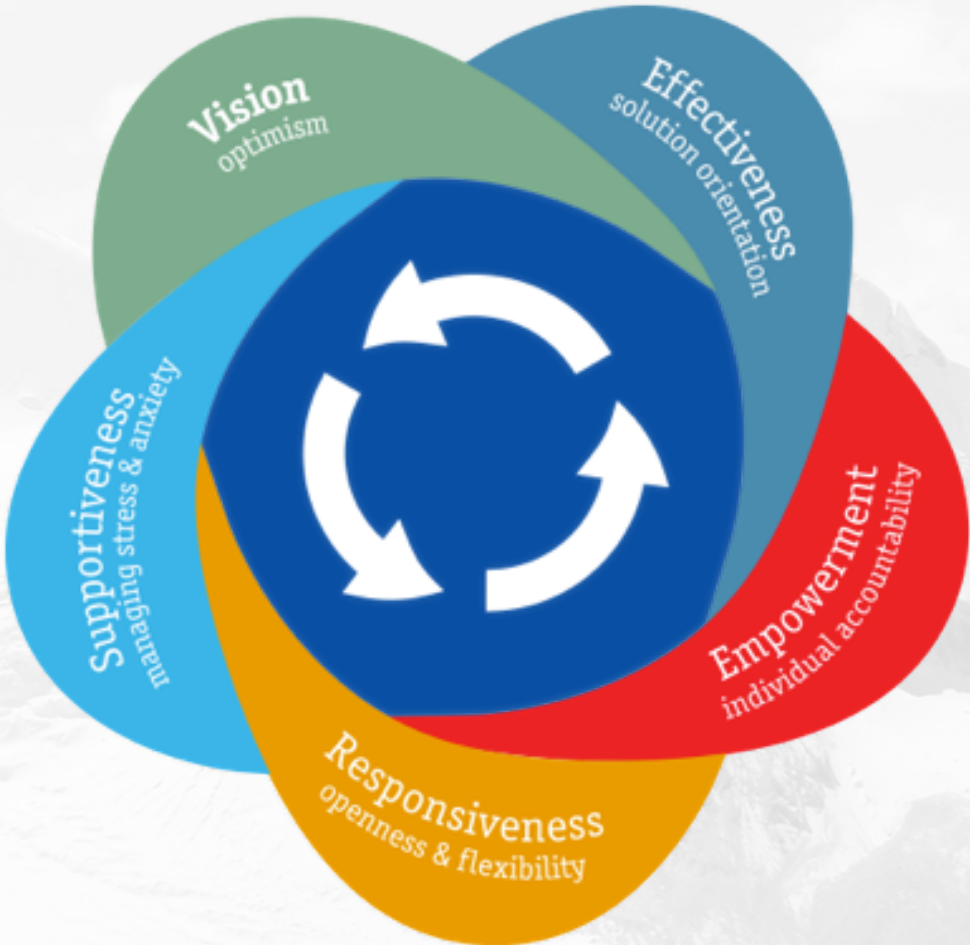 Vision
optimism
Effectiveness
solution orientation
Empowerment
individual accountability
Responsiveness
openness & flexibility
Supportiveness
managing stress & anxiety